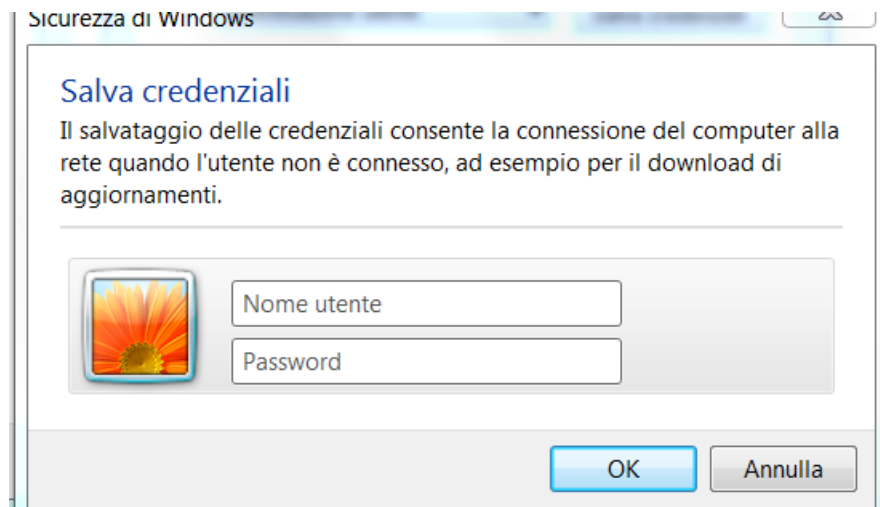 Sicurezza di Windows
Salva credenziali
Il salvataggio delle credenziali consente la connessione del computer alla
rete quando l'utente non è connesso, ad esempio per il download di
aggiornamenti.
Nome utente
Password
OK
Annulla